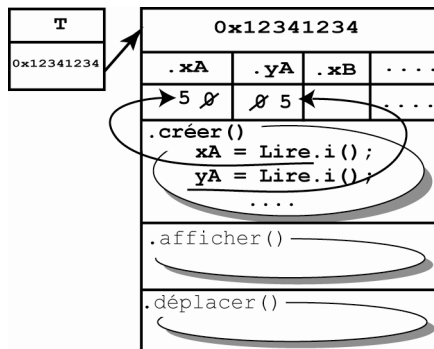 T
0x12341234
0x12341234
.xA .yA .xB ....
5 0 0 5 ....
.créer()
xA = Lire.i();
yA = Lire.i();
....
.afficher()
.déplacer()